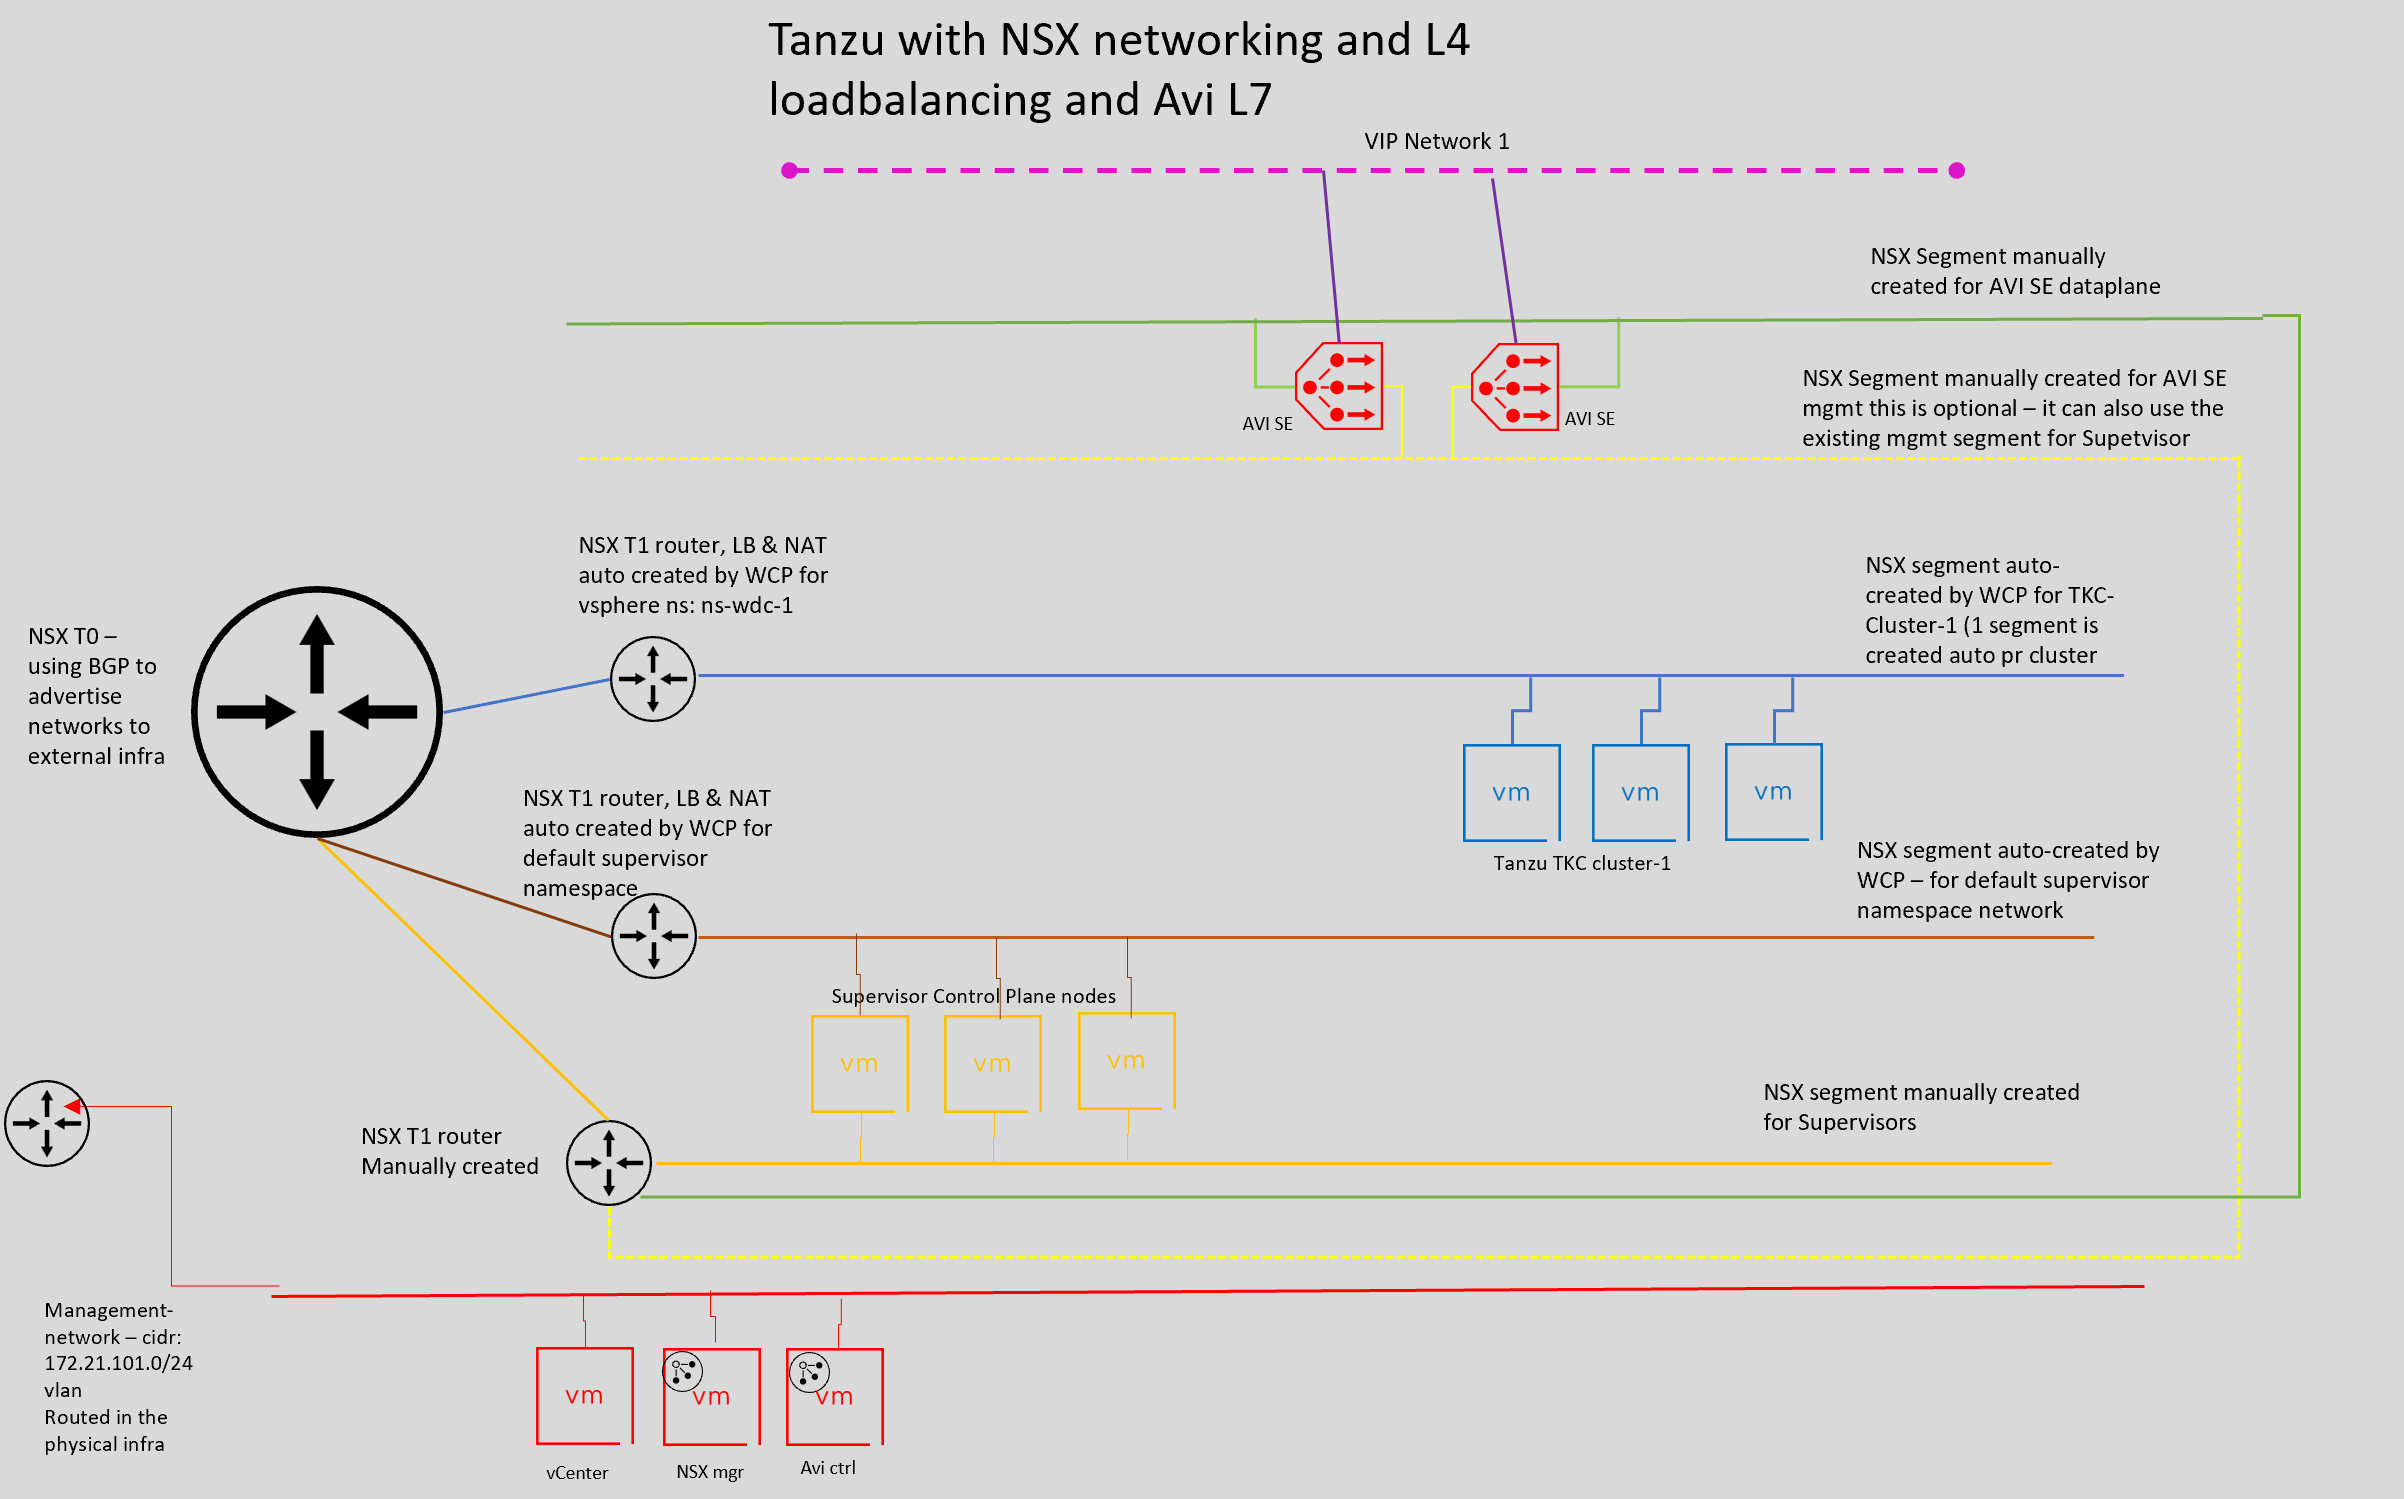 Tanzu with NSX networking and L4
loadbalancing and Avi L7
VIP Network 1
NSX Segment manually
created for AVI SE dataplane
AVI SE
AVI SE
NSX Segment manually created for AVI SE
mgmt this is optional – it can also use the
existing mgmt segment for Supetvisor
NSX T1 router, LB & NAT
auto created by WCP for
vsphere ns: ns-wdc-1
NSX segment auto-
created by WCP for TKC-
Cluster-1 (1 segment is
created auto pr cluster
NSX T0 –
using BGP to
advertise
networks to
external infra
vm
vm
vm
Tanzu TKC cluster-1
NSX T1 router, LB & NAT
auto created by WCP for
default supervisor
namespace
NSX segment auto-created by
WCP – for default supervisor
namespace network
Supervisor Control Plane nodes
vm
vm
vm
NSX T1 router
Manually created
NSX segment manually created
for Supervisors
Management-
network – cidr:
172.21.101.0/24
vlan
Routed in the
physical infra
vm
vm
vm
vCenter
NSX mgr
Avi ctrl